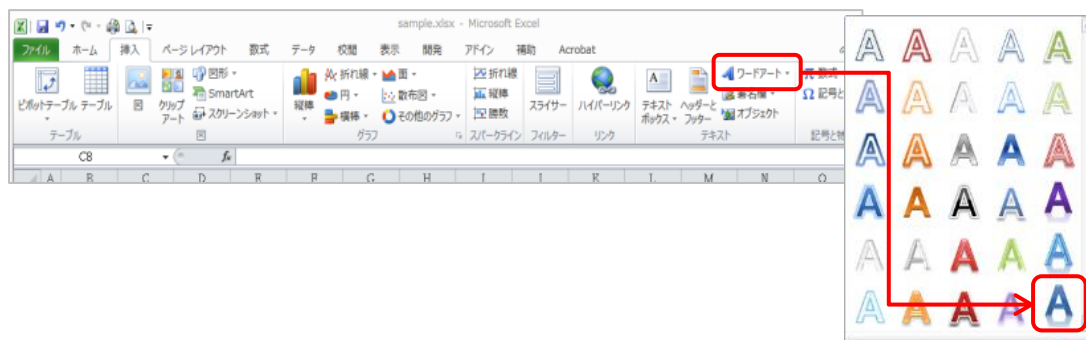 sample.xlsx - Microsoft Excel
ファイル ホーム 挿入 ページ レイアウト 数式 データ 校閲 表示 開発 アドイン 補助 Acrobat
ピボットテーブル テーブル 図 クリップアート 図形 SmartArt スクリーンショット 縦棒 折れ線 円 横棒 面 散布図 その他のグラフ 折れ線 縦棒 勝敗 スライサー ハイパーリンク テキストボックス ヘッダーとフッター ワードアート 署名欄 オブジェクト 数式 記号と
テーブル 図 グラフ スパークライン フィルター リンク テキスト 記号と
C8 fx
A B C D E F G H I J K L M N O
A A A A A
A A A A A
A A A A A
A A A A A
A A A A A
A A A A A